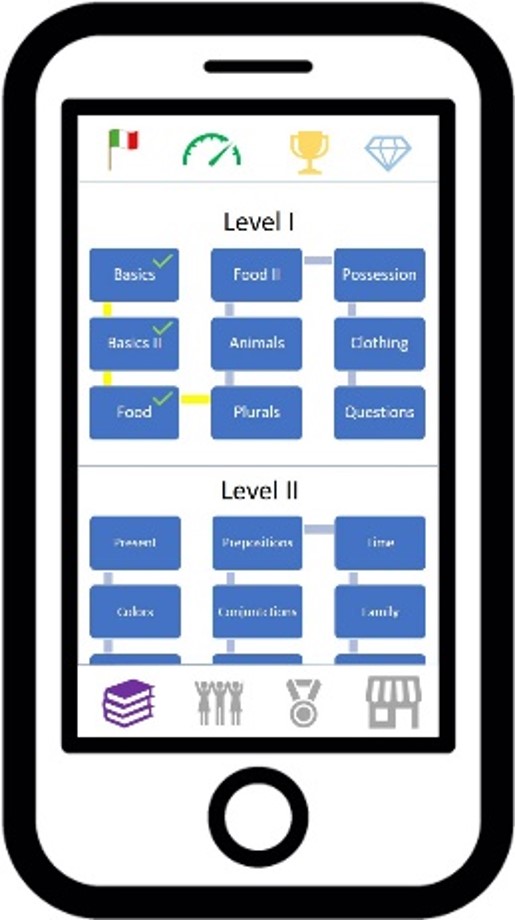 Level I
Basics Food II Possession
Basics II Animals Clothing
Food Plurals Questions
Level II
Present Prepositions Time
Colors Conjunctions Family